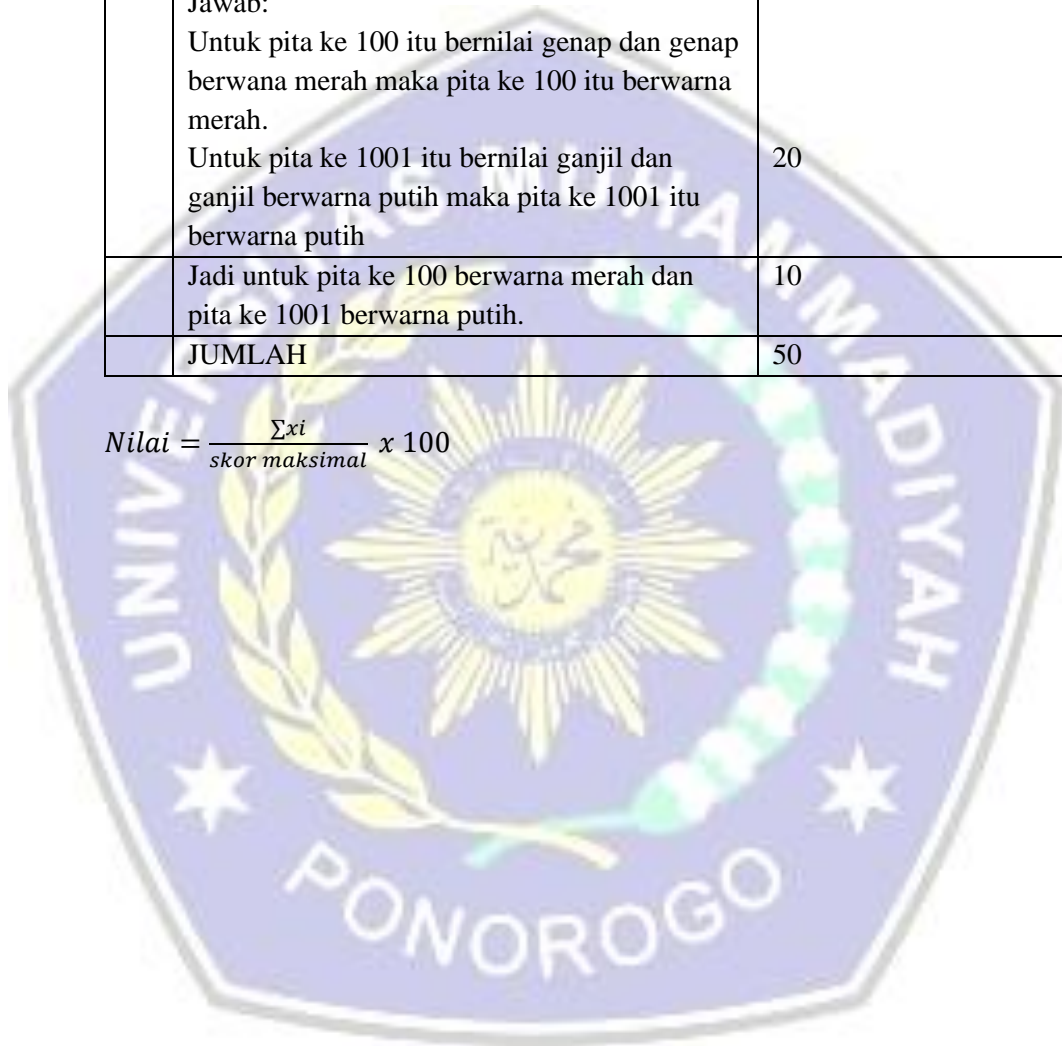 Jawab:
Untuk pita ke 100 itu bernilai genap dan genap
berwana merah maka pita ke 100 itu berwarna
merah.
Untuk pita ke 1001 itu bernilai ganjil dan
20
ganjil berwarna putih maka pita ke 1001 itu
berwarna putih
Jadi untuk pita ke 100 berwarna merah dan
10
pita ke 1001 berwarna putih.
JUMLAH
50
Nilai = ∑xi / skor maksimal x 100
UNIVERSITAS MUHAMMADIYAH
PONOROGO